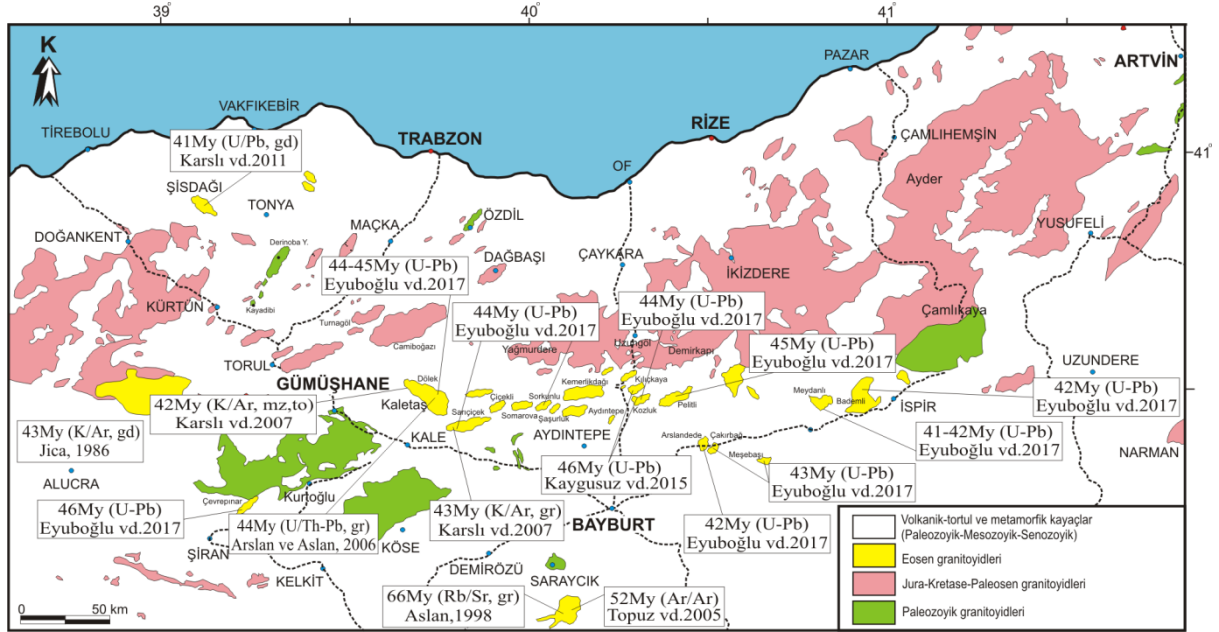 39
40
41
K
PAZAR
ARTVİN
VAKFIKEBİR
TİREBOLU
TRABZON
RİZE
ÇAMLIHEMŞİN
41°
41My (U/Pb, gd)
Karslı vd.2011
OF
ŞİSDAĞI
TONYA
Ayder
ÖZDİL
YUSUFELİ
DOĞANKENT
MAÇKA
Derinoba Y.
DAĞBAŞI
ÇAYKARA
İKİZDERE
44-45My (U-Pb)
Eyuboğlu vd.2017
KÜRTÜN
Kayadibi
Turnagöl
44My (U-Pb)
Eyuboğlu vd.2017
44My (U-Pb)
Eyuboğlu vd.2017
Çamlıkaya
Camiboğazı
Yağmurdere
Uzungöl
Demirkapı
45My (U-Pb)
Eyuboğlu vd.2017
TORUL
UZUNDERE
GÜMÜŞHANE
Dölek
Kaletaş
Sarıçiçek
Çiçekli
Sorkunlu
Somarova
Şaşurluk
Kemerlikdağı
Aydıntepe
Kılıçkaya
Kozluk
Pelitli
Meydanlı
Bademli
İSPİR
42My (U-Pb)
Eyuboğlu vd.2017
42My (K/Ar, mz,to)
Karslı vd.2007
43My (K/Ar, gd)
Jica, 1986
KALE
AYDINTEPE
Arslandede
Çakırbağ
Meşebaşı
41-42My (U-Pb)
Eyuboğlu vd.2017
NARMAN
ALUCRA
46My (U-Pb)
Kaygusuz vd.2015
43My (U-Pb)
Eyuboğlu vd.2017
Çevrepınar
Kurtoğlu
46My (U-Pb)
Eyuboğlu vd.2017
44My (U/Th-Pb, gr)
Arslan ve Aslan, 2006
43My (K/Ar, gr)
Karslı vd.2007
BAYBURT
42My (U-Pb)
Eyuboğlu vd.2017
ŞİRAN
KÖSE
KELKİT
DEMİRÖZÜ
SARAYCIK
66My (Rb/Sr, gr)
Aslan,1998
52My (Ar/Ar)
Topuz vd.2005
0 50 km
Volkanik-tortul ve metamorfik kayaçlar
(Paleozoyik-Mesozoyik-Senozoyik)
Eosen granitoyidleri
Jura-Kretase-Paleosen granitoyidleri
Paleozoyik granitoyidleri